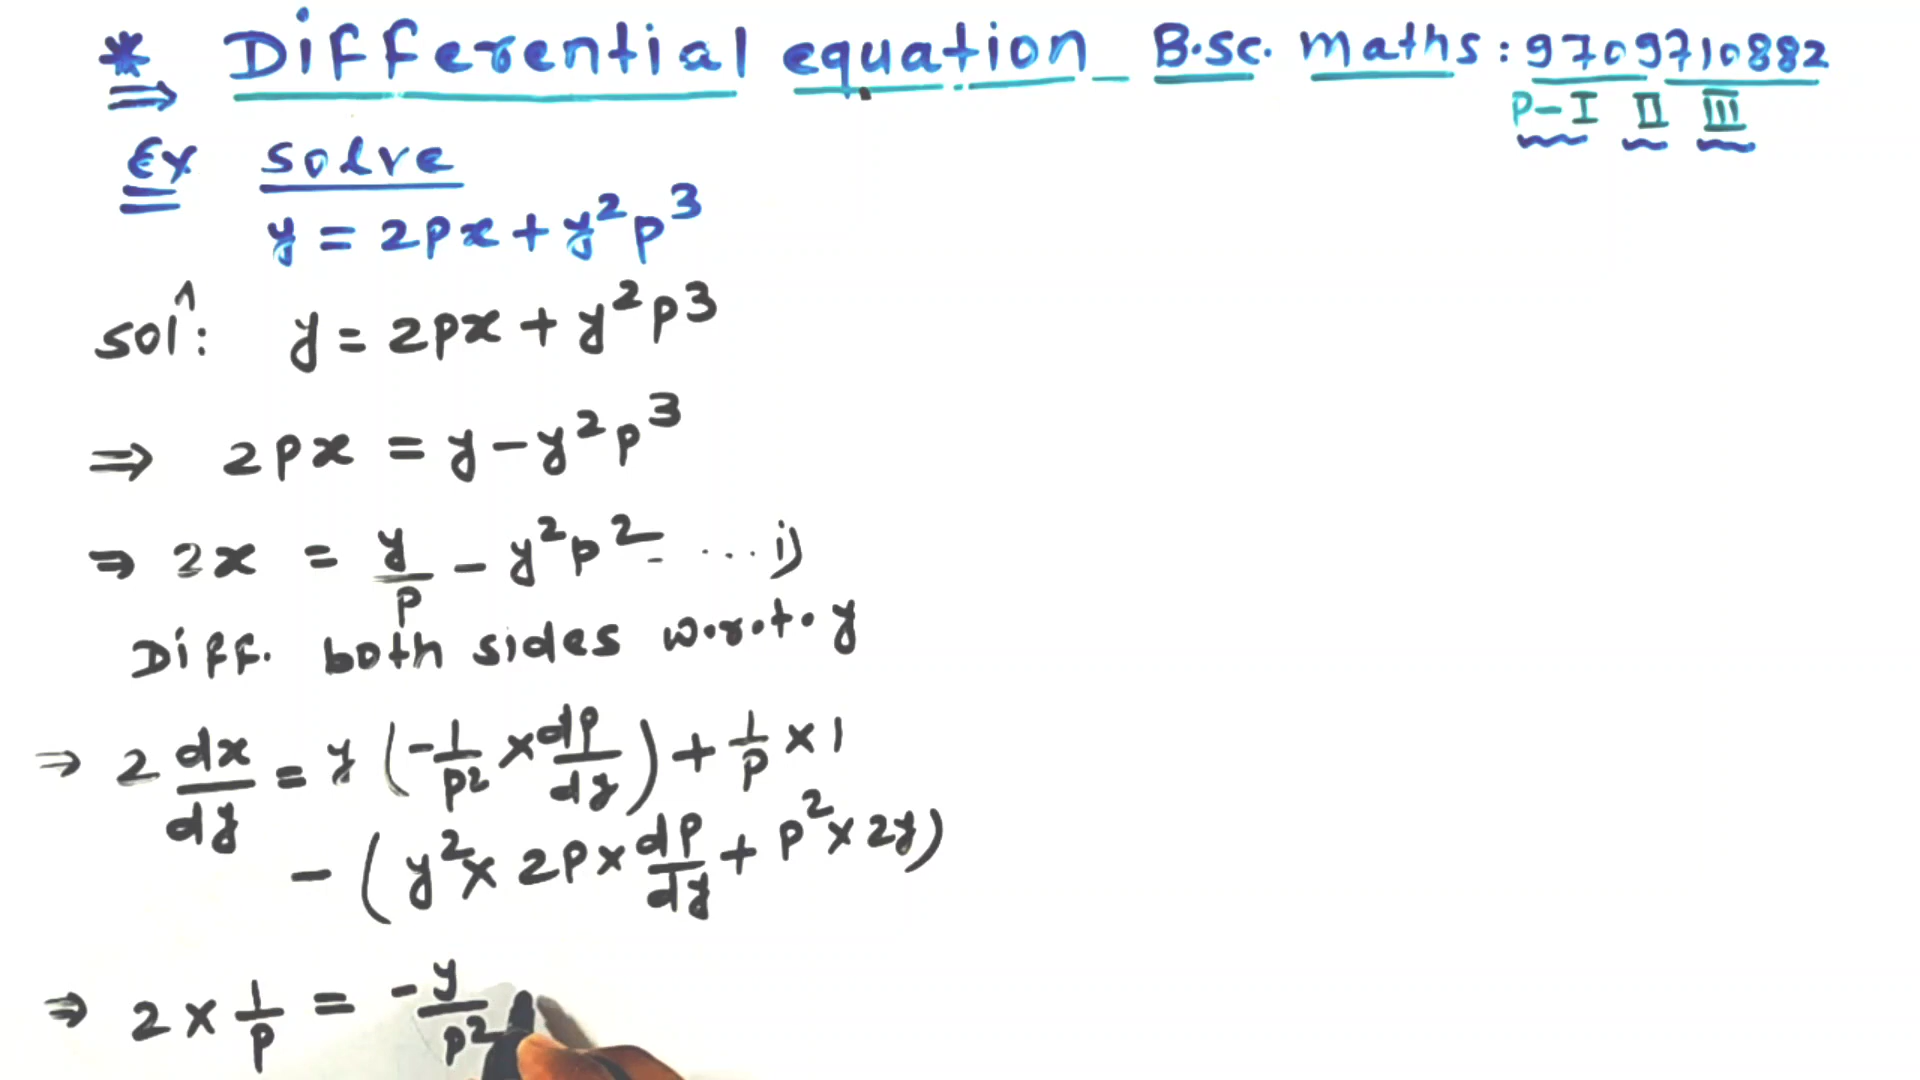 * Differential equation B.sc. maths: 9709710882
⇒ P-I II III
Ex solve
y = 2px + y²p³
solⁿ: y = 2px + y²p³
⇒ 2px = y - y²p³
⇒ 2x = y/p - y²p² - ...i)
Diff. both sides w.r.t. y
⇒ 2 dx/dy = y (-1/p² × dp/dy) + 1/p × 1
- (y² × 2p × dp/dy + p² × 2y)
⇒ 2 × 1/p = -y/p²